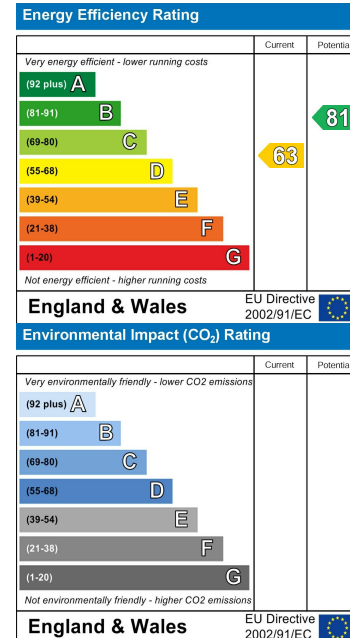 Energy Efficiency Rating
Current Potentia
Very energy efficient - lower running costs
(92 plus) A
(81-91) B
81
(69-80) C
63
(55-68) D
(39-54) E
(21-38) F
(1-20) G
Not energy efficient - higher running costs
England & Wales
EU Directive
2002/91/EC
Environmental Impact (CO₂) Rating
Current Potentia
Very environmentally friendly - lower CO2 emissions
(92 plus) A
(81-91) B
(69-80) C
(55-68) D
(39-54) E
(21-38) F
(1-20) G
Not environmentally friendly - higher CO2 emissions
England & Wales
EU Directive
2002/91/EC